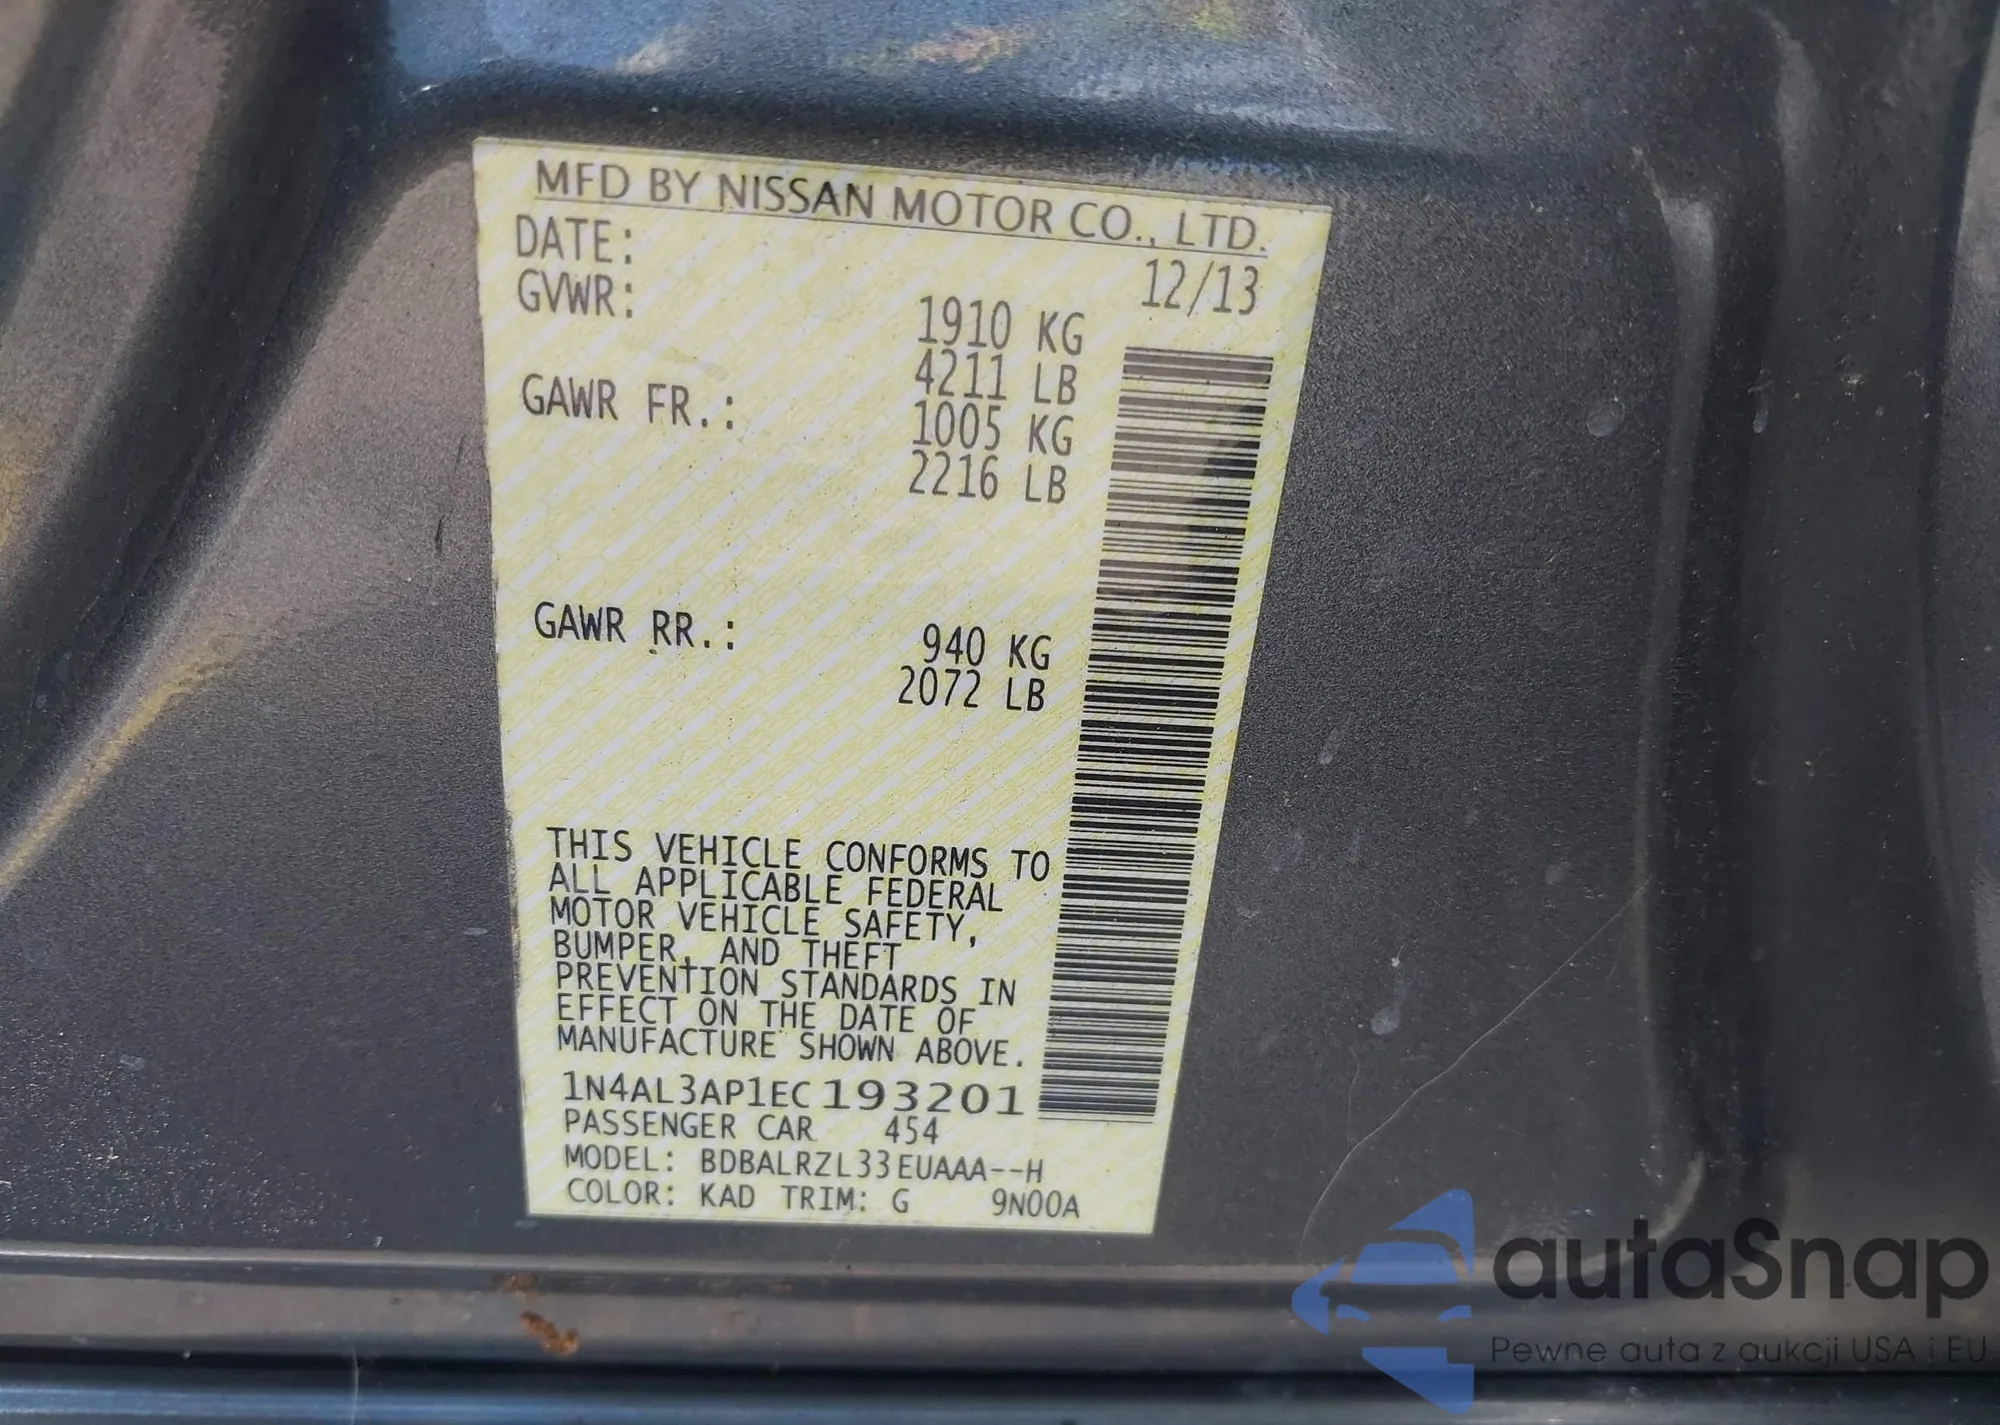 MFD BY NISSAN MOTOR CO., LTD.
DATE: 12/13
GVWR: 1910 KG
4211 LB
GAWR FR.: 1005 KG
2216 LB
GAWR RR.: 940 KG
2072 LB
THIS VEHICLE CONFORMS TO
ALL APPLICABLE FEDERAL
MOTOR VEHICLE SAFETY,
BUMPER, AND THEFT
PREVENTION STANDARDS IN
EFFECT ON THE DATE OF
MANUFACTURE SHOWN ABOVE.
1N4AL3AP1EC193201
PASSENGER CAR 454
MODEL: BDBALRZL33EUAAA--H
COLOR: KAD TRIM: G 9N00A
autaSnap
Pewne auta z aukcji USA i EU